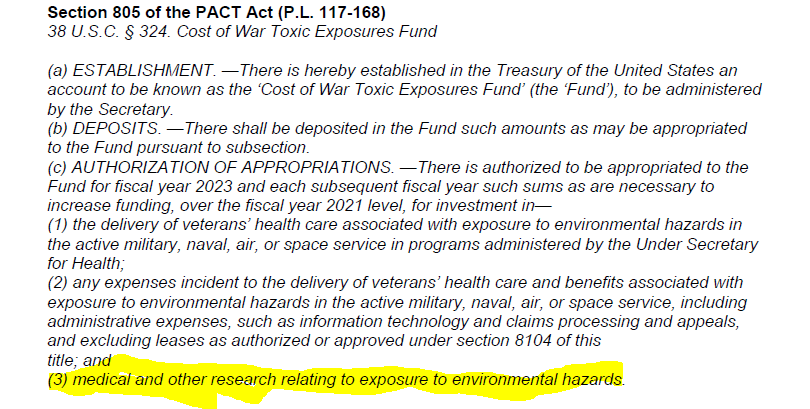 Section 805 of the PACT Act (P.L. 117-168)
38 U.S.C. § 324. Cost of War Toxic Exposures Fund
(a) ESTABLISHMENT. —There is hereby established in the Treasury of the United States an
account to be known as the ‘Cost of War Toxic Exposures Fund’ (the ‘Fund’), to be administered
by the Secretary.
(b) DEPOSITS. —There shall be deposited in the Fund such amounts as may be appropriated
to the Fund pursuant to subsection.
(c) AUTHORIZATION OF APPROPRIATIONS. —There is authorized to be appropriated to the
Fund for fiscal year 2023 and each subsequent fiscal year such sums as are necessary to
increase funding, over the fiscal year 2021 level, for investment in—
(1) the delivery of veterans’ health care associated with exposure to environmental hazards in
the active military, naval, air, or space service in programs administered by the Under Secretary
for Health;
(2) any expenses incident to the delivery of veterans’ health care and benefits associated with
exposure to environmental hazards in the active military, naval, air, or space service, including
administrative expenses, such as information technology and claims processing and appeals,
and excluding leases as authorized or approved under section 8104 of this
title; and
(3) medical and other research relating to exposure to environmental hazards.